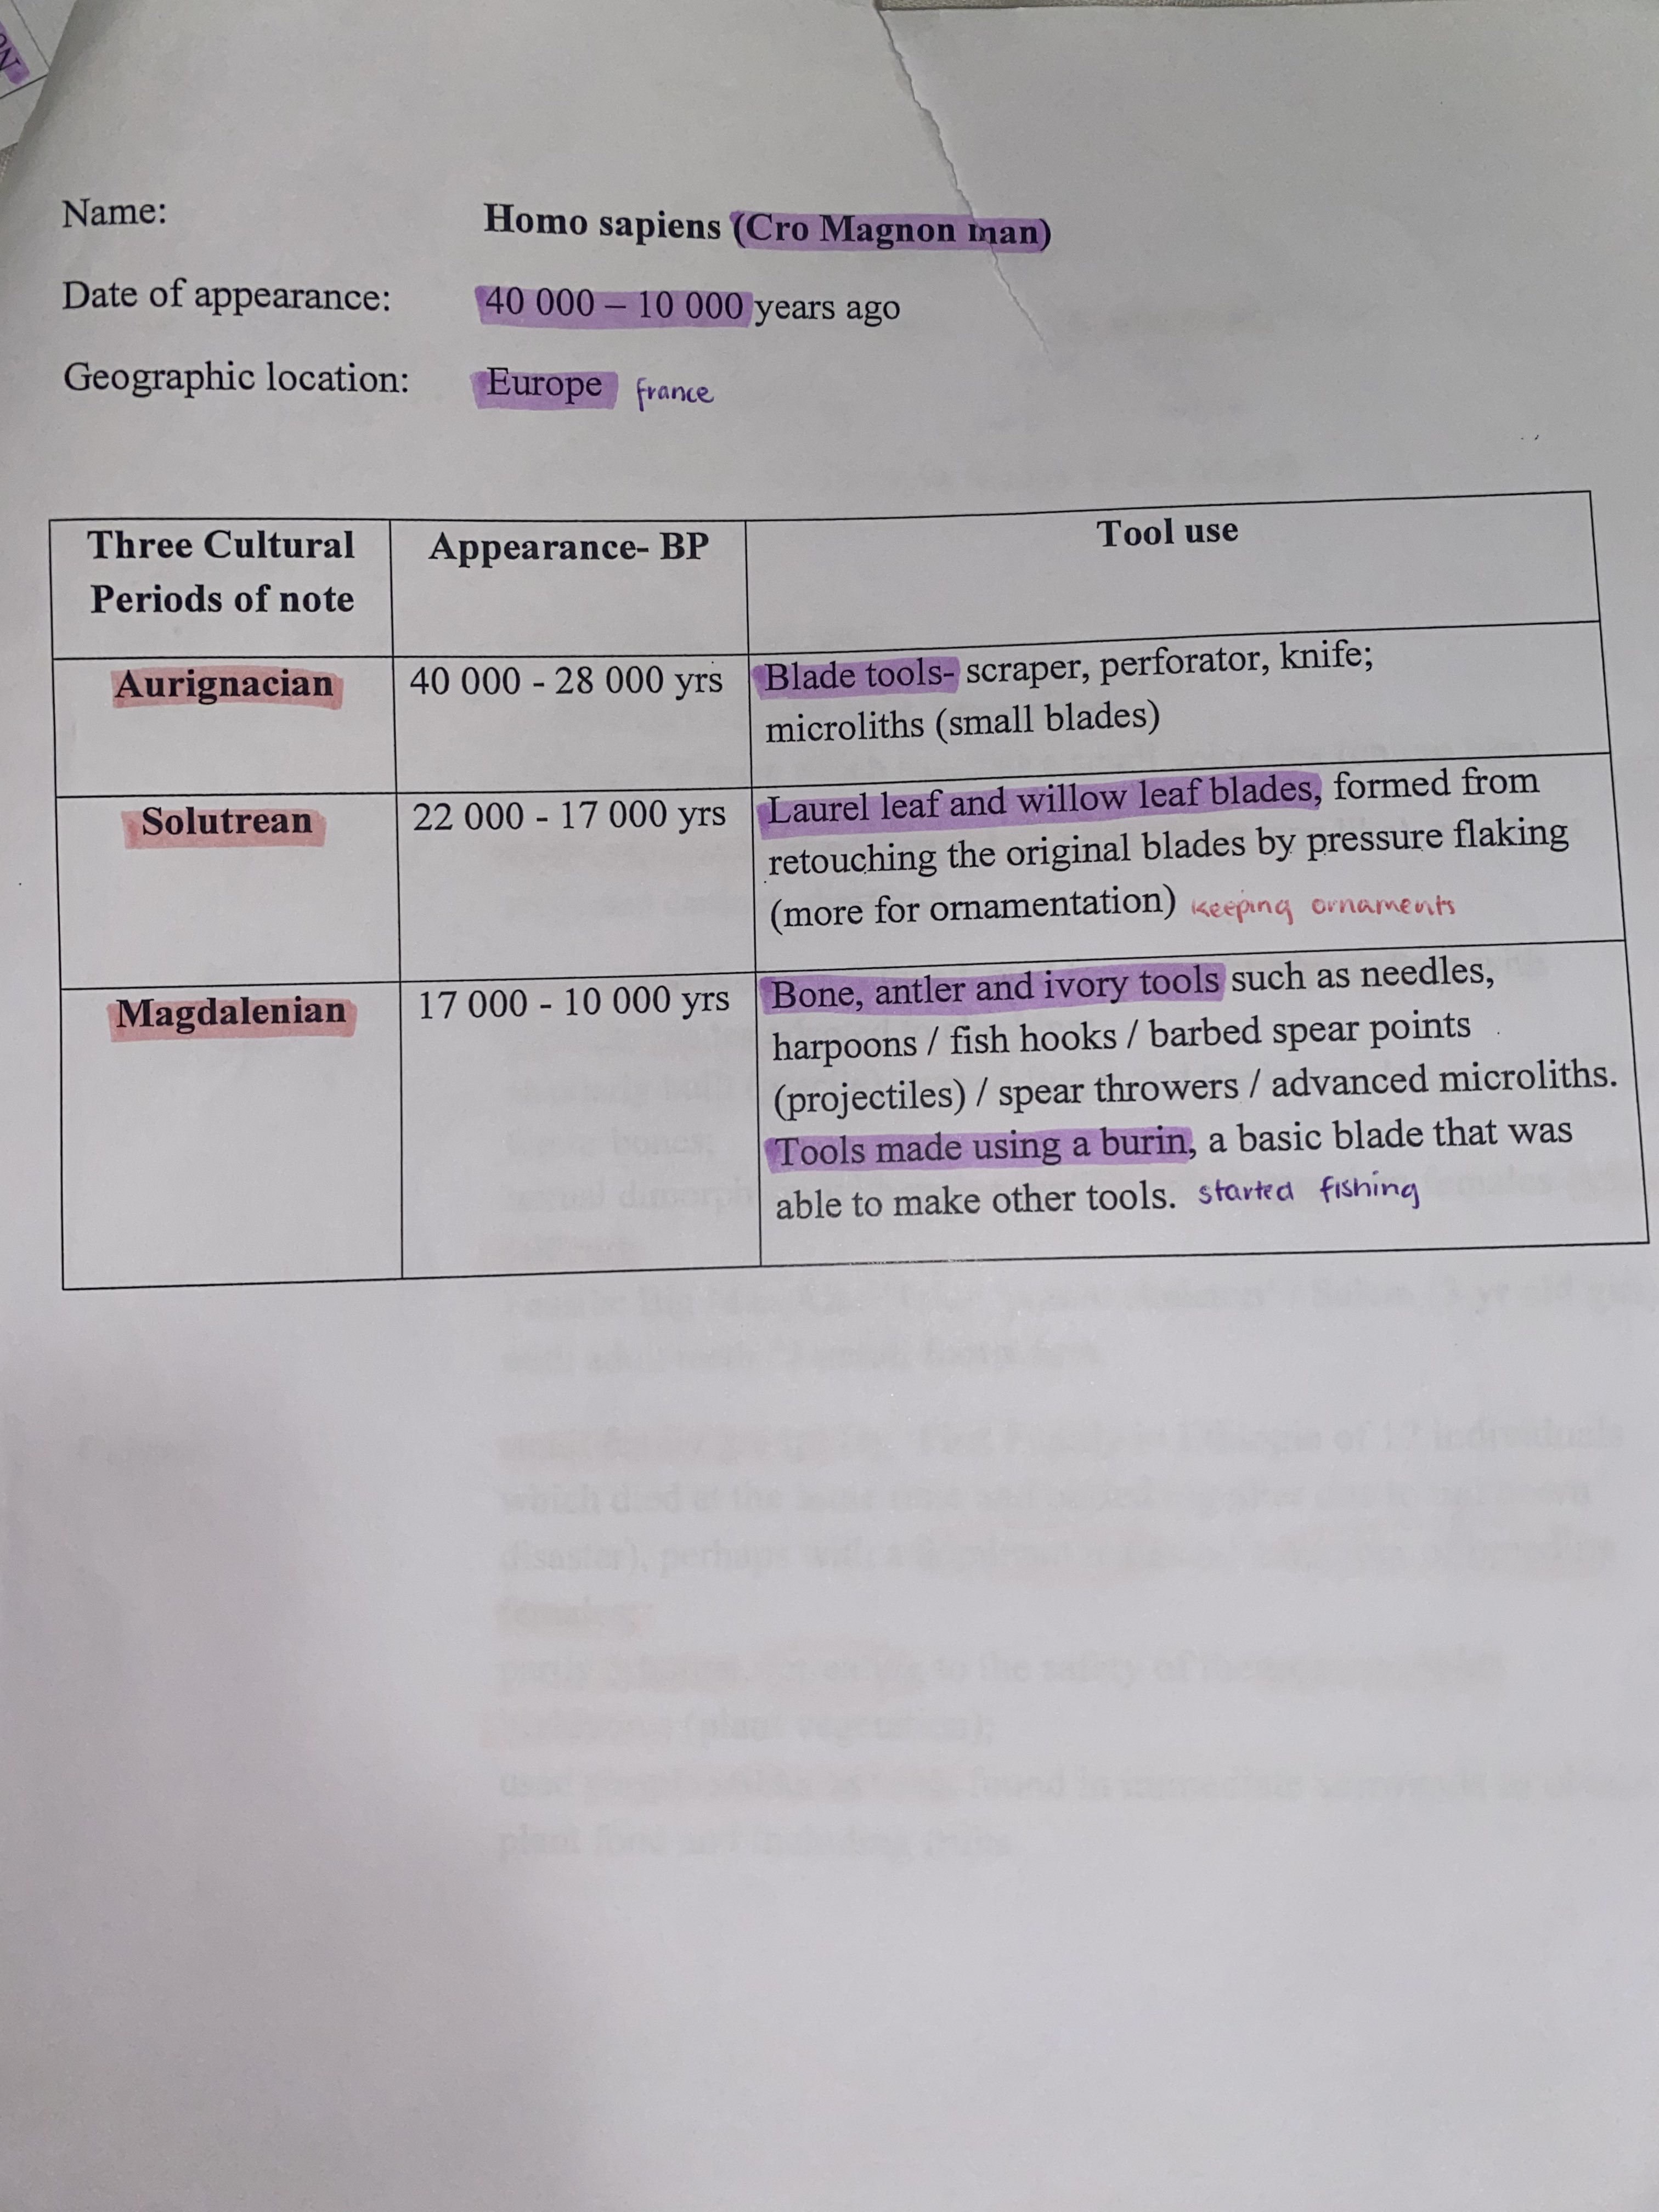 Name: Homo sapiens (Cro Magnon man)
Date of appearance: 40 000 – 10 000 years ago
Geographic location: Europe france
Three Cultural Periods of note
Appearance- BP
Tool use
Aurignacian
40 000 - 28 000 yrs
Blade tools- scraper, perforator, knife;
microliths (small blades)
Solutrean
22 000 - 17 000 yrs
Laurel leaf and willow leaf blades, formed from
retouching the original blades by pressure flaking
(more for ornamentation) keeping ornaments
Magdalenian
17 000 - 10 000 yrs
Bone, antler and ivory tools such as needles,
harpoons / fish hooks / barbed spear points
(projectiles) / spear throwers / advanced microliths.
Tools made using a burin, a basic blade that was
able to make other tools. started fishing